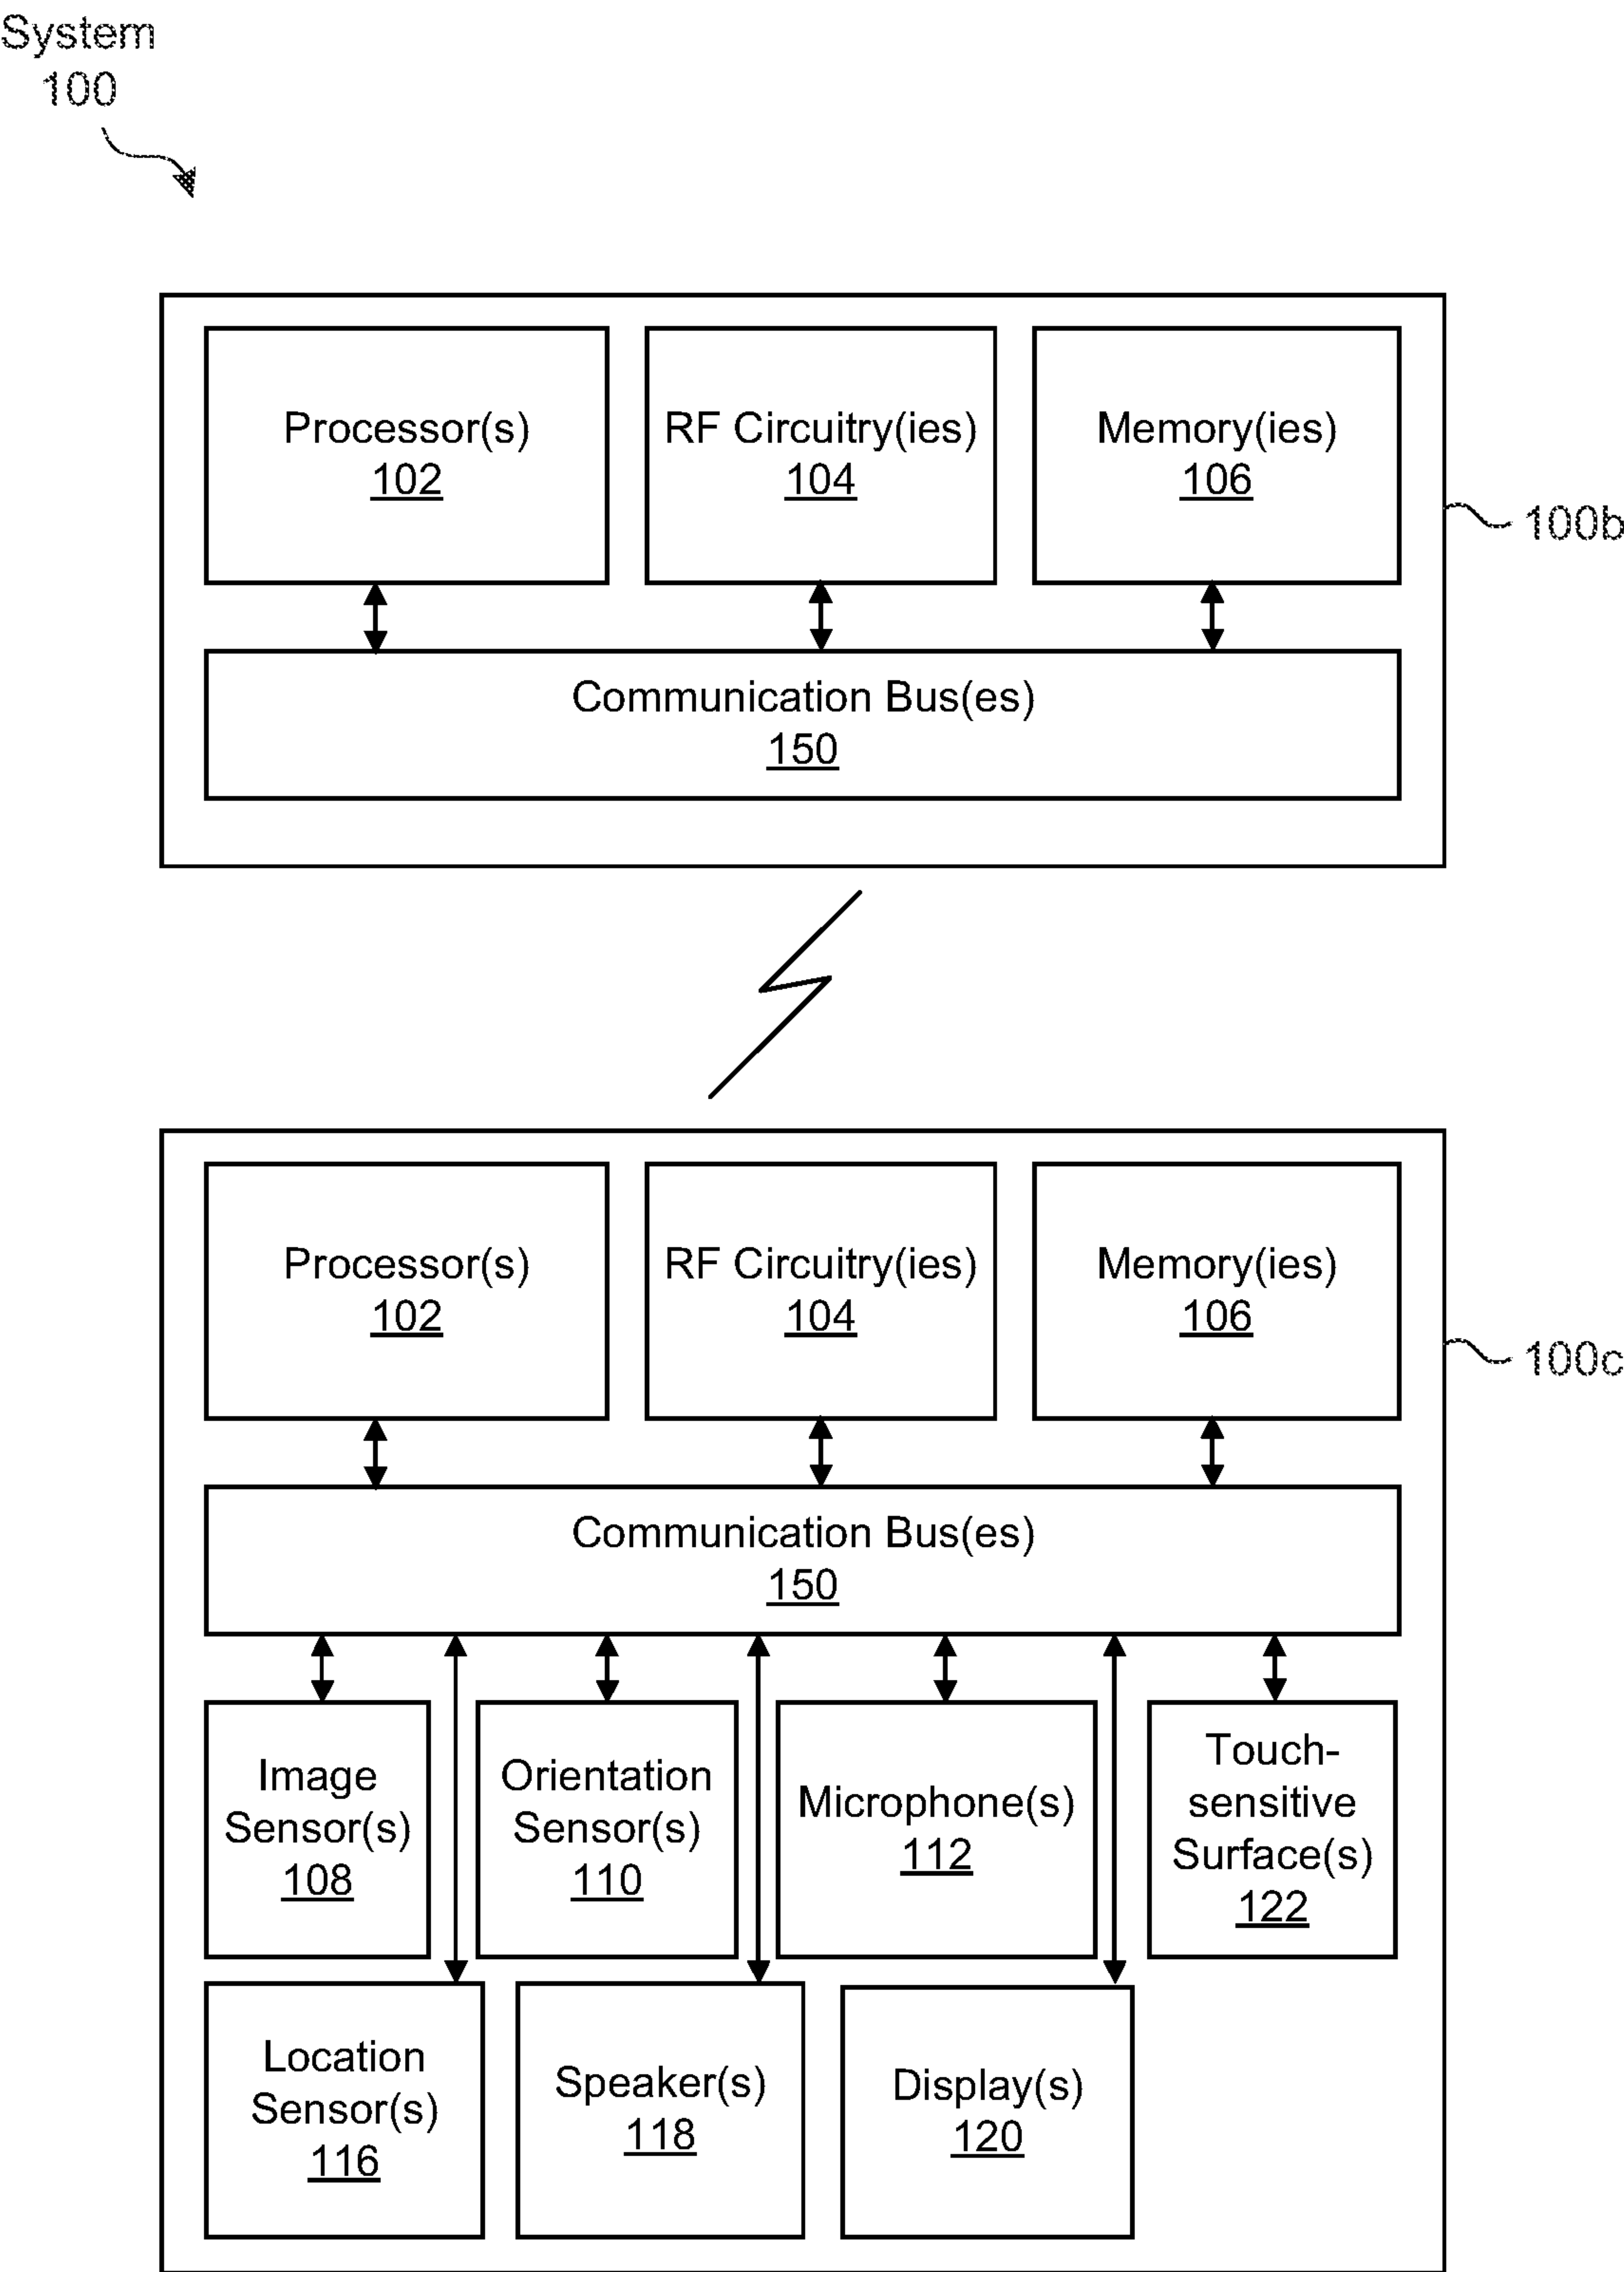 System
100
Processor(s)
102
RF Circuitry(ies)
104
Memory(ies)
106
100b
Communication Bus(es)
150
Processor(s)
102
RF Circuitry(ies)
104
Memory(ies)
106
100c
Communication Bus(es)
150
Image
Sensor(s)
108
Orientation
Sensor(s)
110
Microphone(s)
112
Touch-
sensitive
Surface(s)
122
Location
Sensor(s)
116
Speaker(s)
118
Display(s)
120